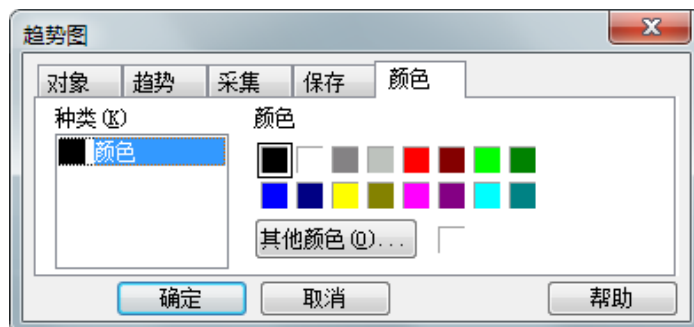 趋势图
对象 趋势 采集 保存 颜色
种类(K) 颜色
颜色
其他颜色(O)...
确定 取消 帮助